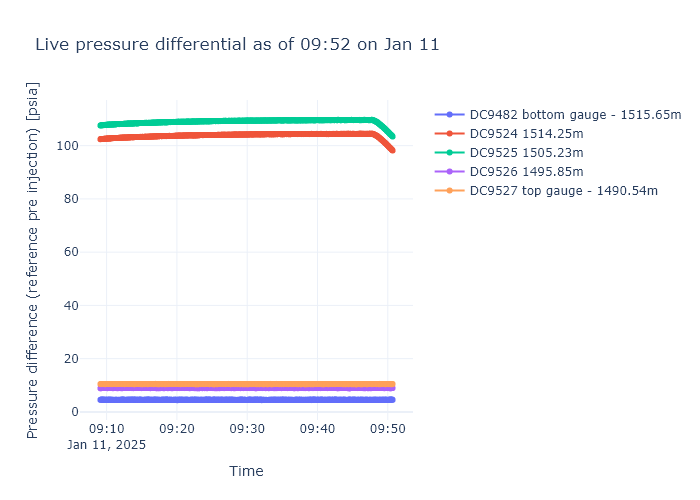 Live pressure differential as of 09:52 on Jan 11
Pressure difference (reference pre injection) [psia]
100
80
60
40
20
0
09:10
09:20
09:30
09:40
09:50
Jan 11, 2025
Time
DC9482 bottom gauge - 1515.65m
DC9524 1514.25m
DC9525 1505.23m
DC9526 1495.85m
DC9527 top gauge - 1490.54m